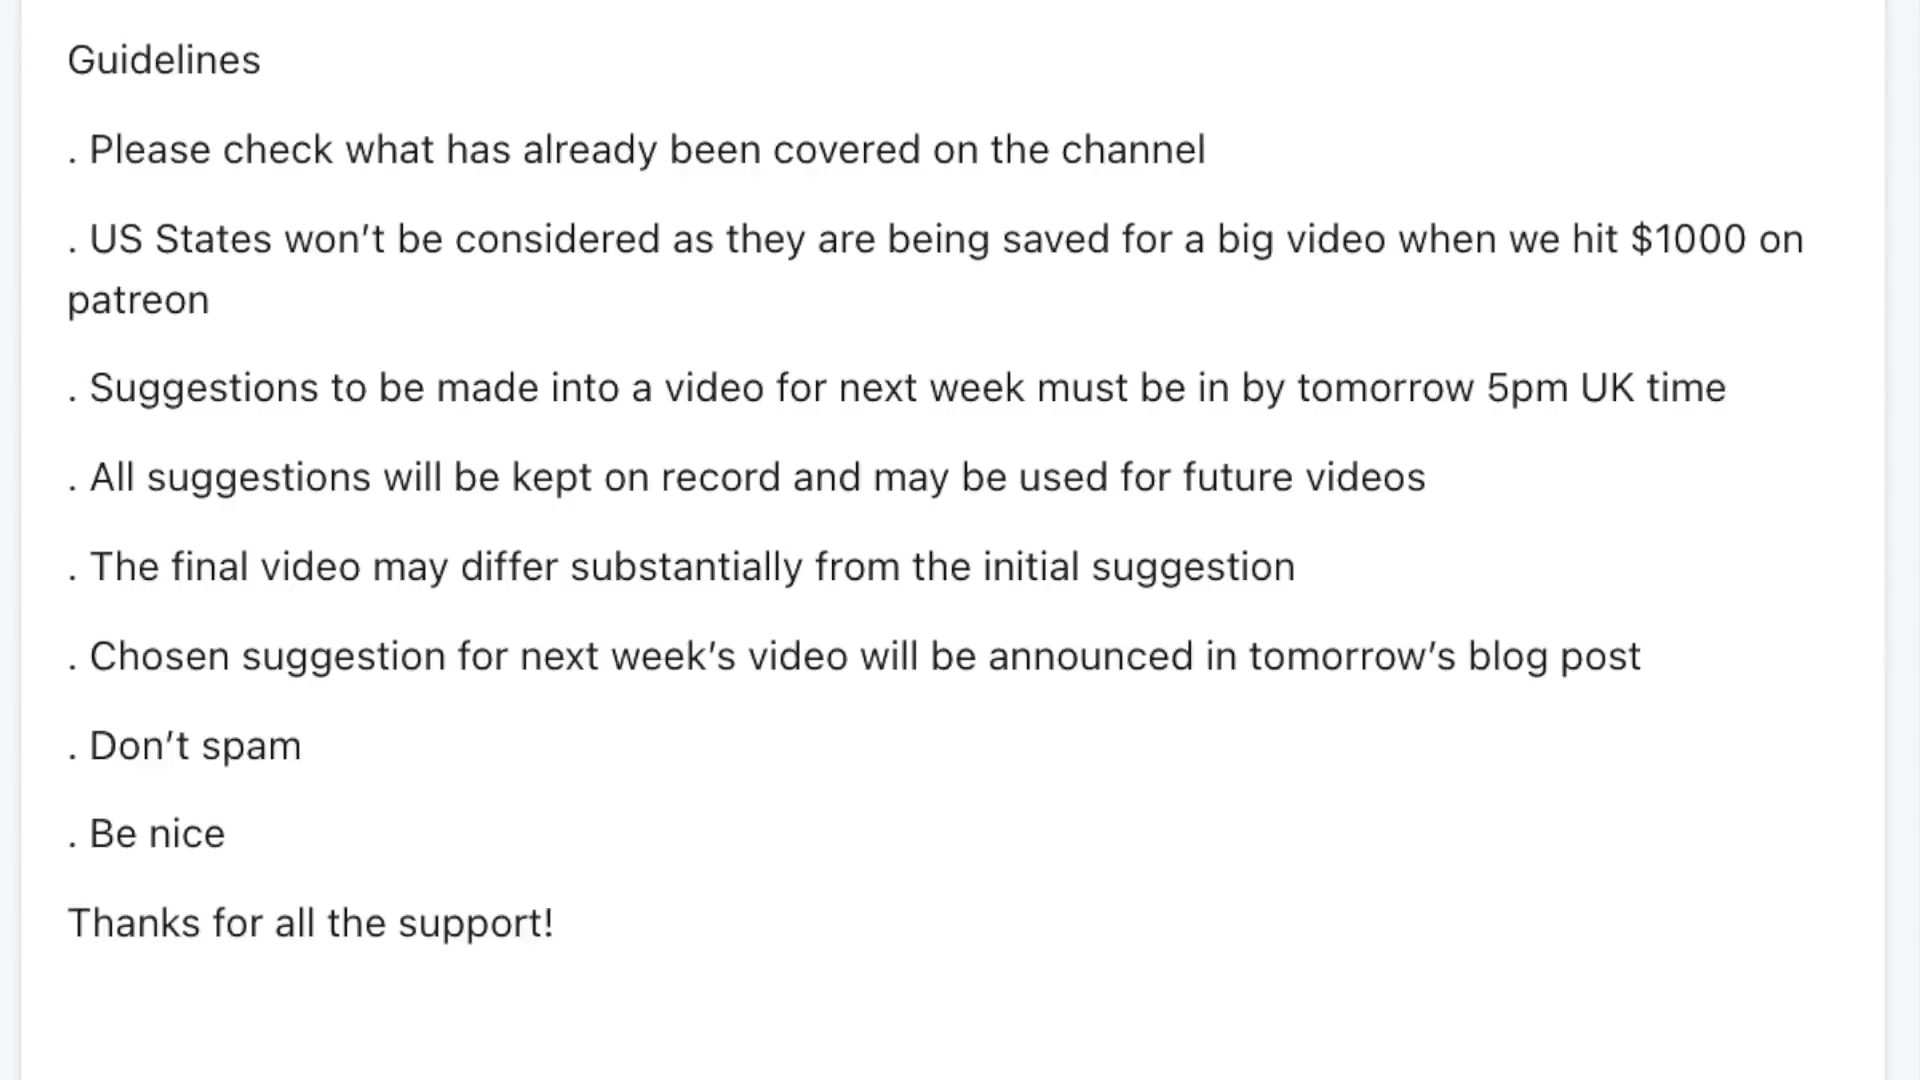 Guidelines
. Please check what has already been covered on the channel
. US States won’t be considered as they are being saved for a big video when we hit $1000 on
patreon
. Suggestions to be made into a video for next week must be in by tomorrow 5pm UK time
. All suggestions will be kept on record and may be used for future videos
. The final video may differ substantially from the initial suggestion
. Chosen suggestion for next week’s video will be announced in tomorrow’s blog post
. Don’t spam
. Be nice
Thanks for all the support!